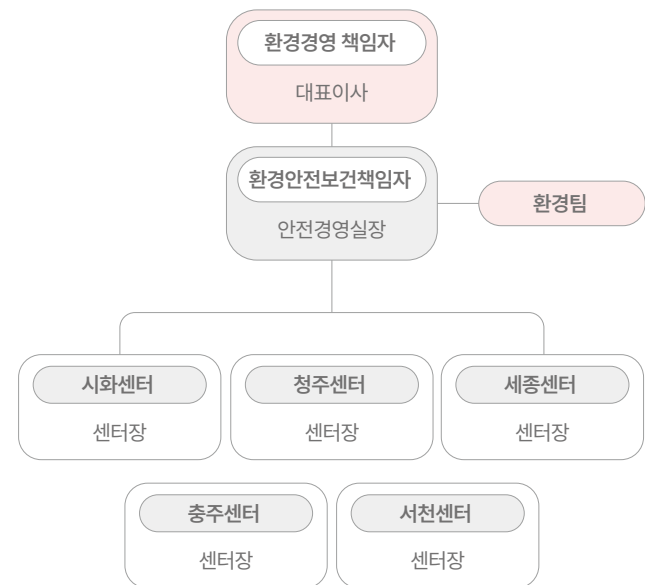 환경경영 책임자
대표이사
환경안전보건책임자
안전경영실장
환경팀
시화센터
센터장
청주센터
센터장
세종센터
센터장
충주센터
센터장
서천센터
센터장